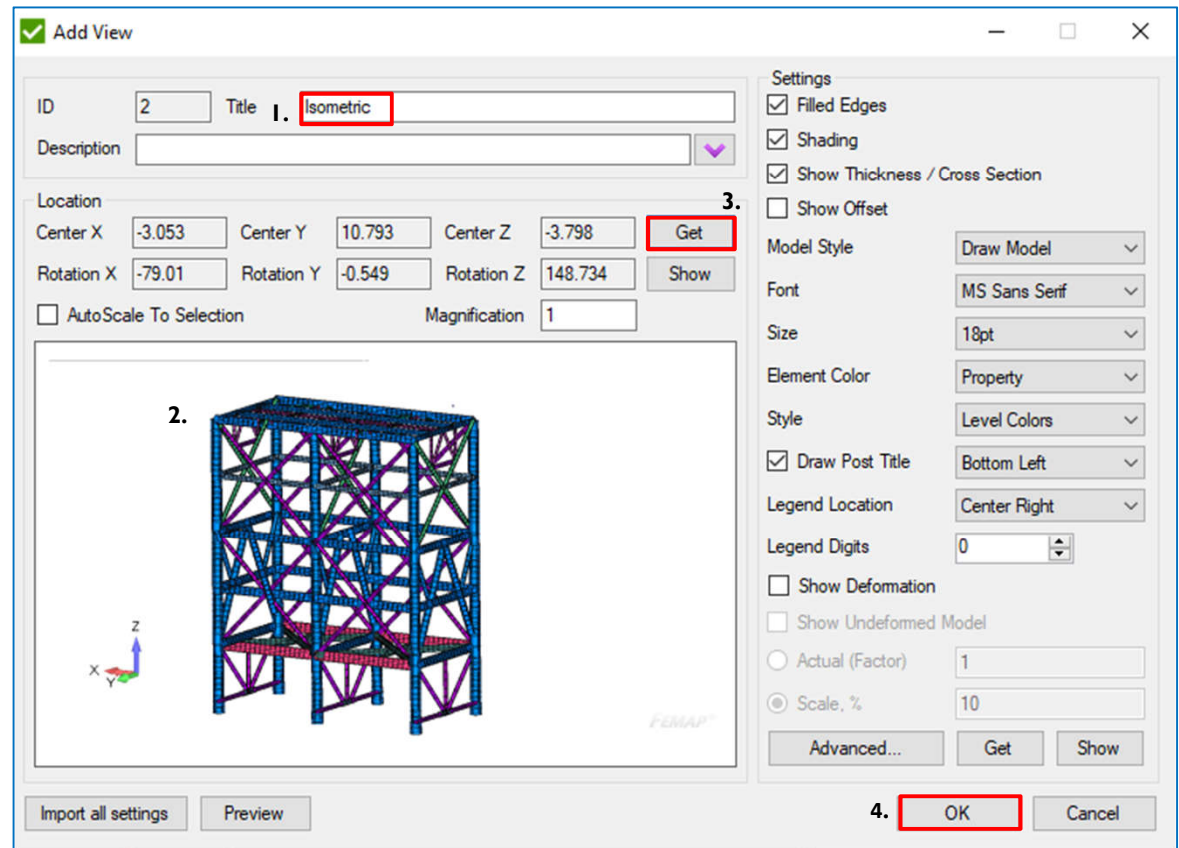 Add View
ID 2 Title 1. Isometric
Description
Location
3.
Center X -3.053 Center Y 10.793 Center Z -3.798 Get
Rotation X -79.01 Rotation Y -0.549 Rotation Z 148.734 Show
AutoScale To Selection Magnification 1
2.
Z
X
Y
FEMAP
Settings
Filled Edges
Shading
Show Thickness / Cross Section
Show Offset
Model Style Draw Model
Font MS Sans Serif
Size 18pt
Element Color Property
Style Level Colors
Draw Post Title Bottom Left
Legend Location Center Right
Legend Digits 0
Show Deformation
Show Undeformed Model
Actual (Factor) 1
Scale, % 10
Advanced... Get Show
Import all settings Preview
4. OK Cancel